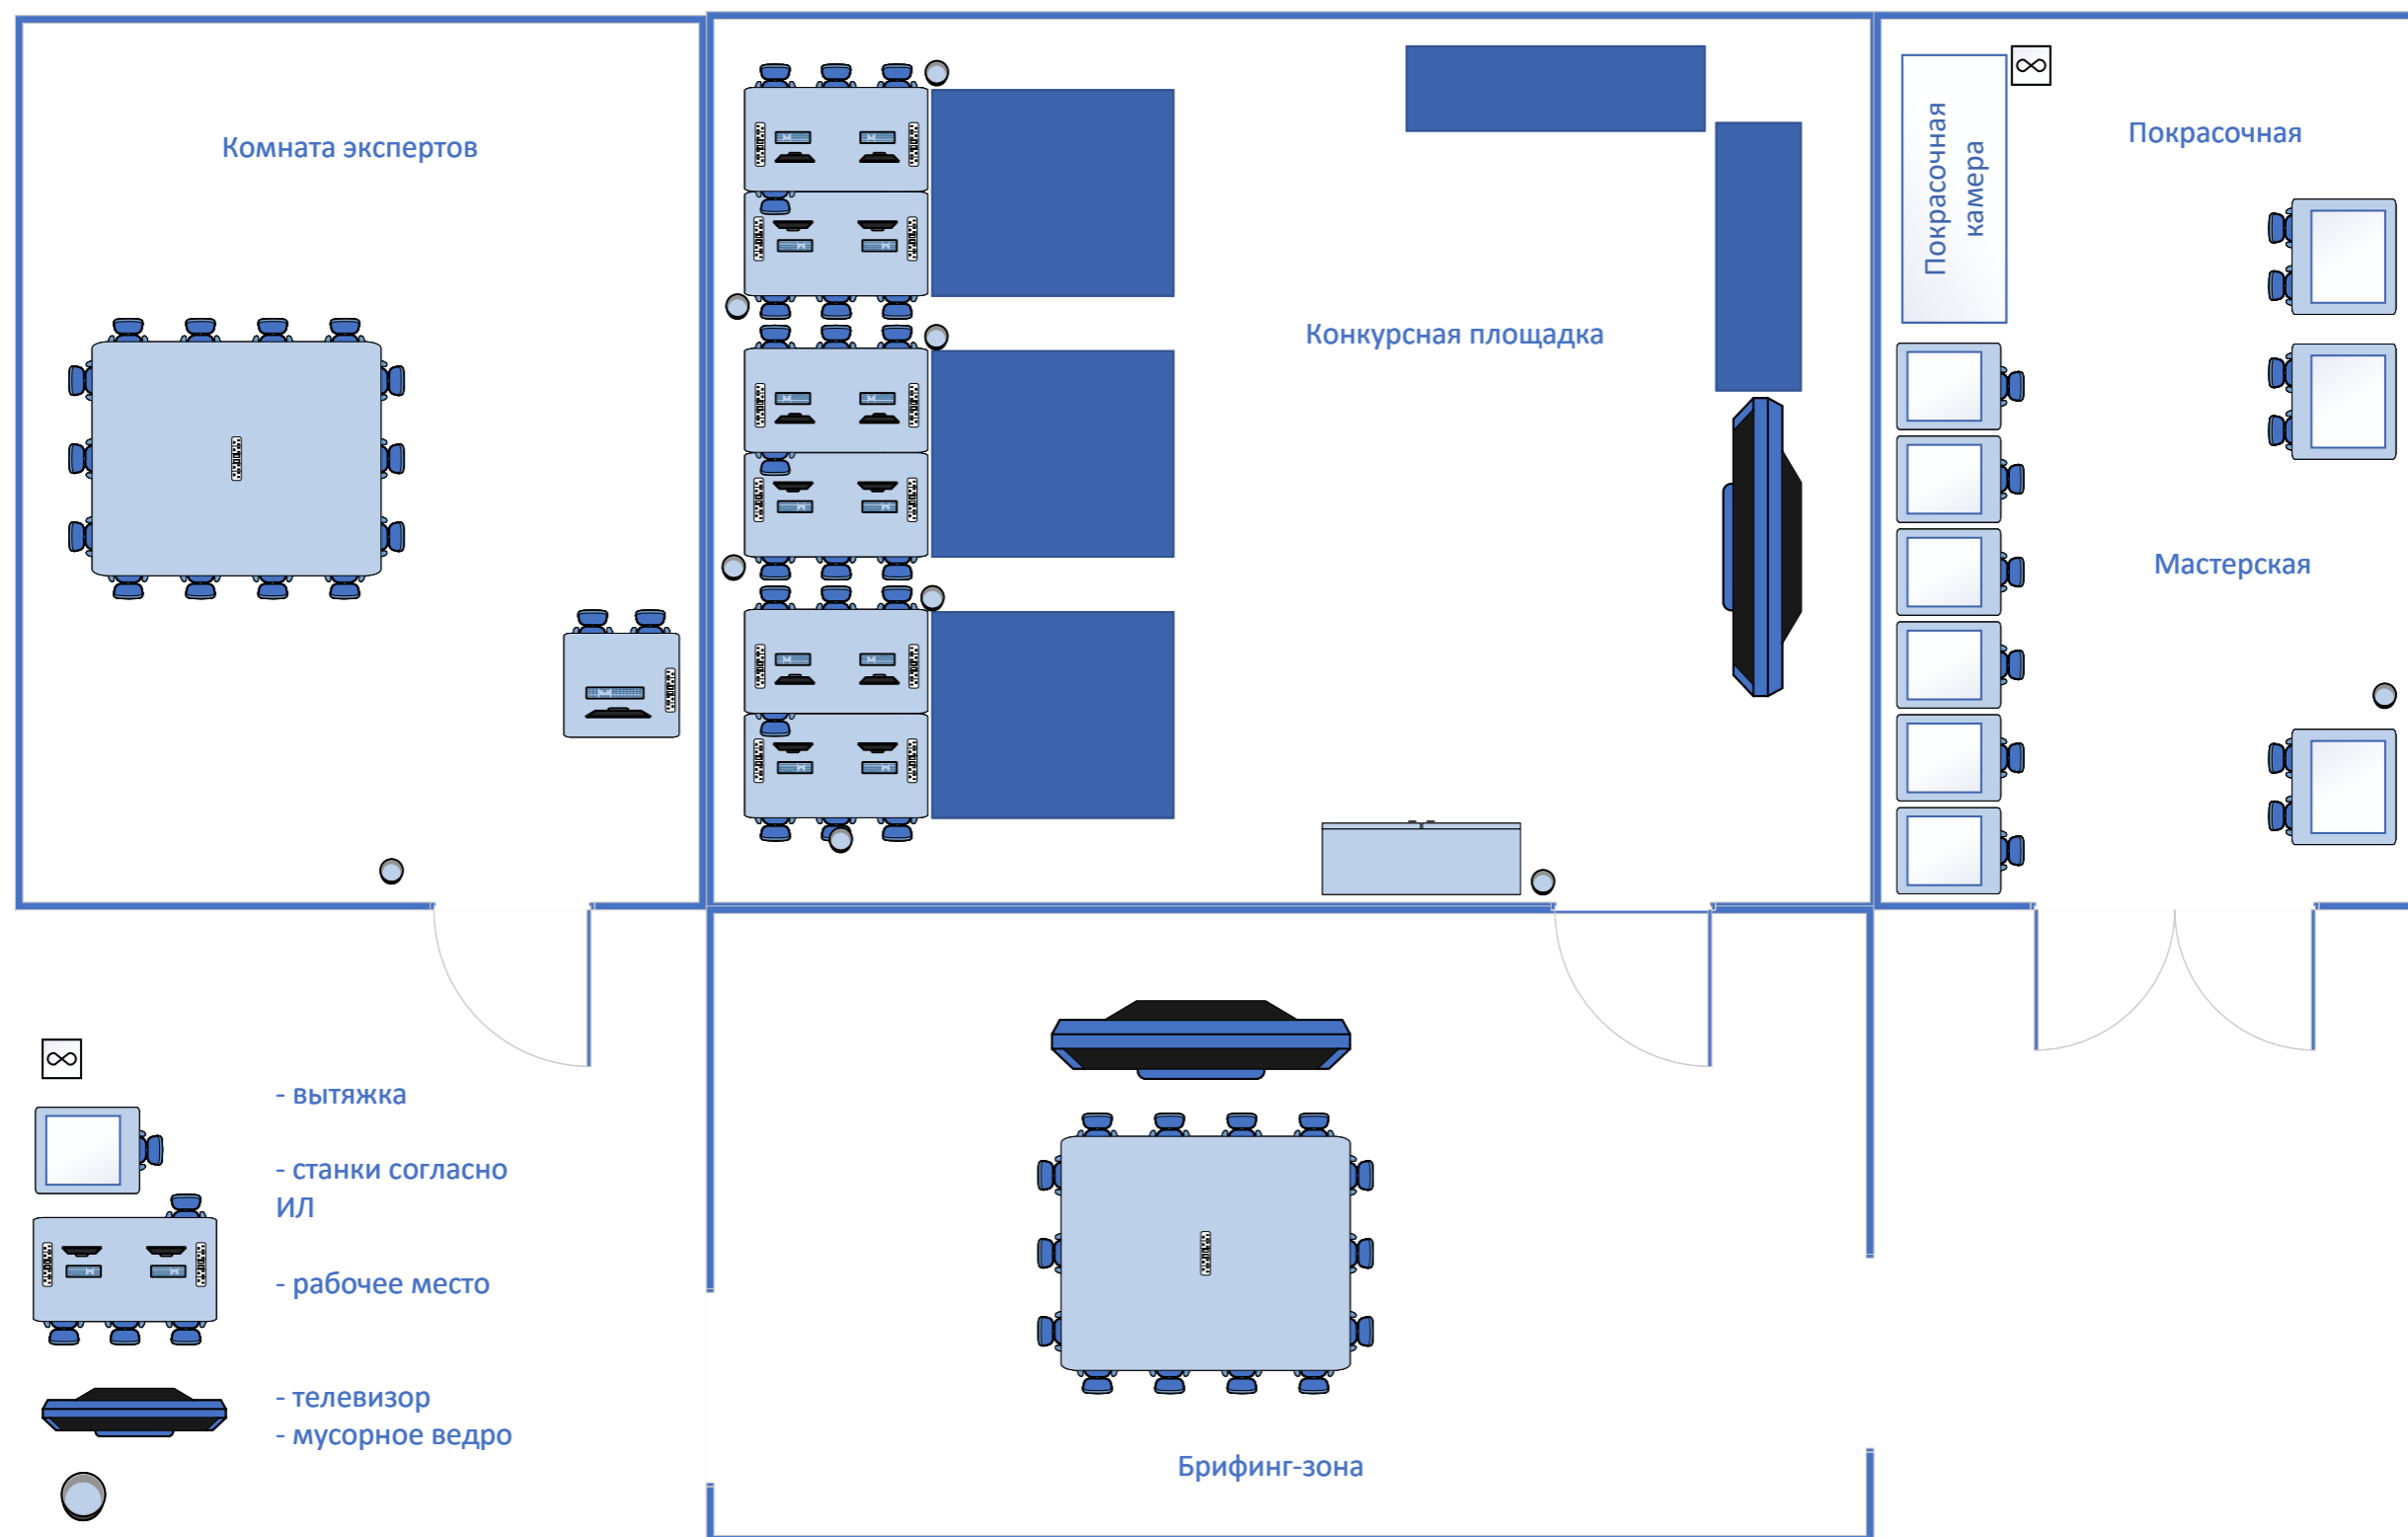 Комната экспертов
Конкурсная площадка
Покрасочная
камера
Покрасочная
Мастерская
- вытяжка
- станки согласно
ИЛ
- рабочее место
- телевизор
- мусорное ведро
Брифинг-зона